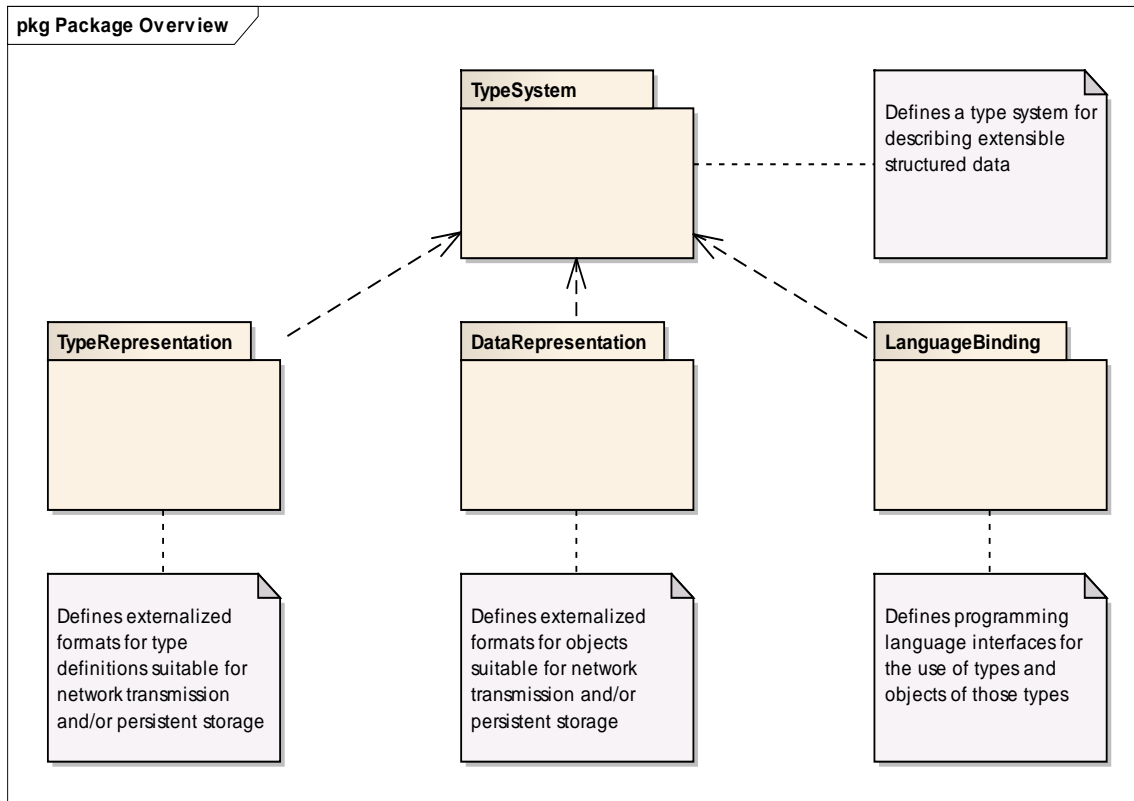 pkg Package Overview
TypeSystem
Defines a type system for
describing extensible
structured data
TypeRepresentation
DataRepresentation
LanguageBinding
Defines externalized
formats for type
definitions suitable for
network transmission
and/or persistent storage
Defines externalized
formats for objects
suitable for network
transmission and/or
persistent storage
Defines programming
language interfaces for
the use of types and
objects of those types